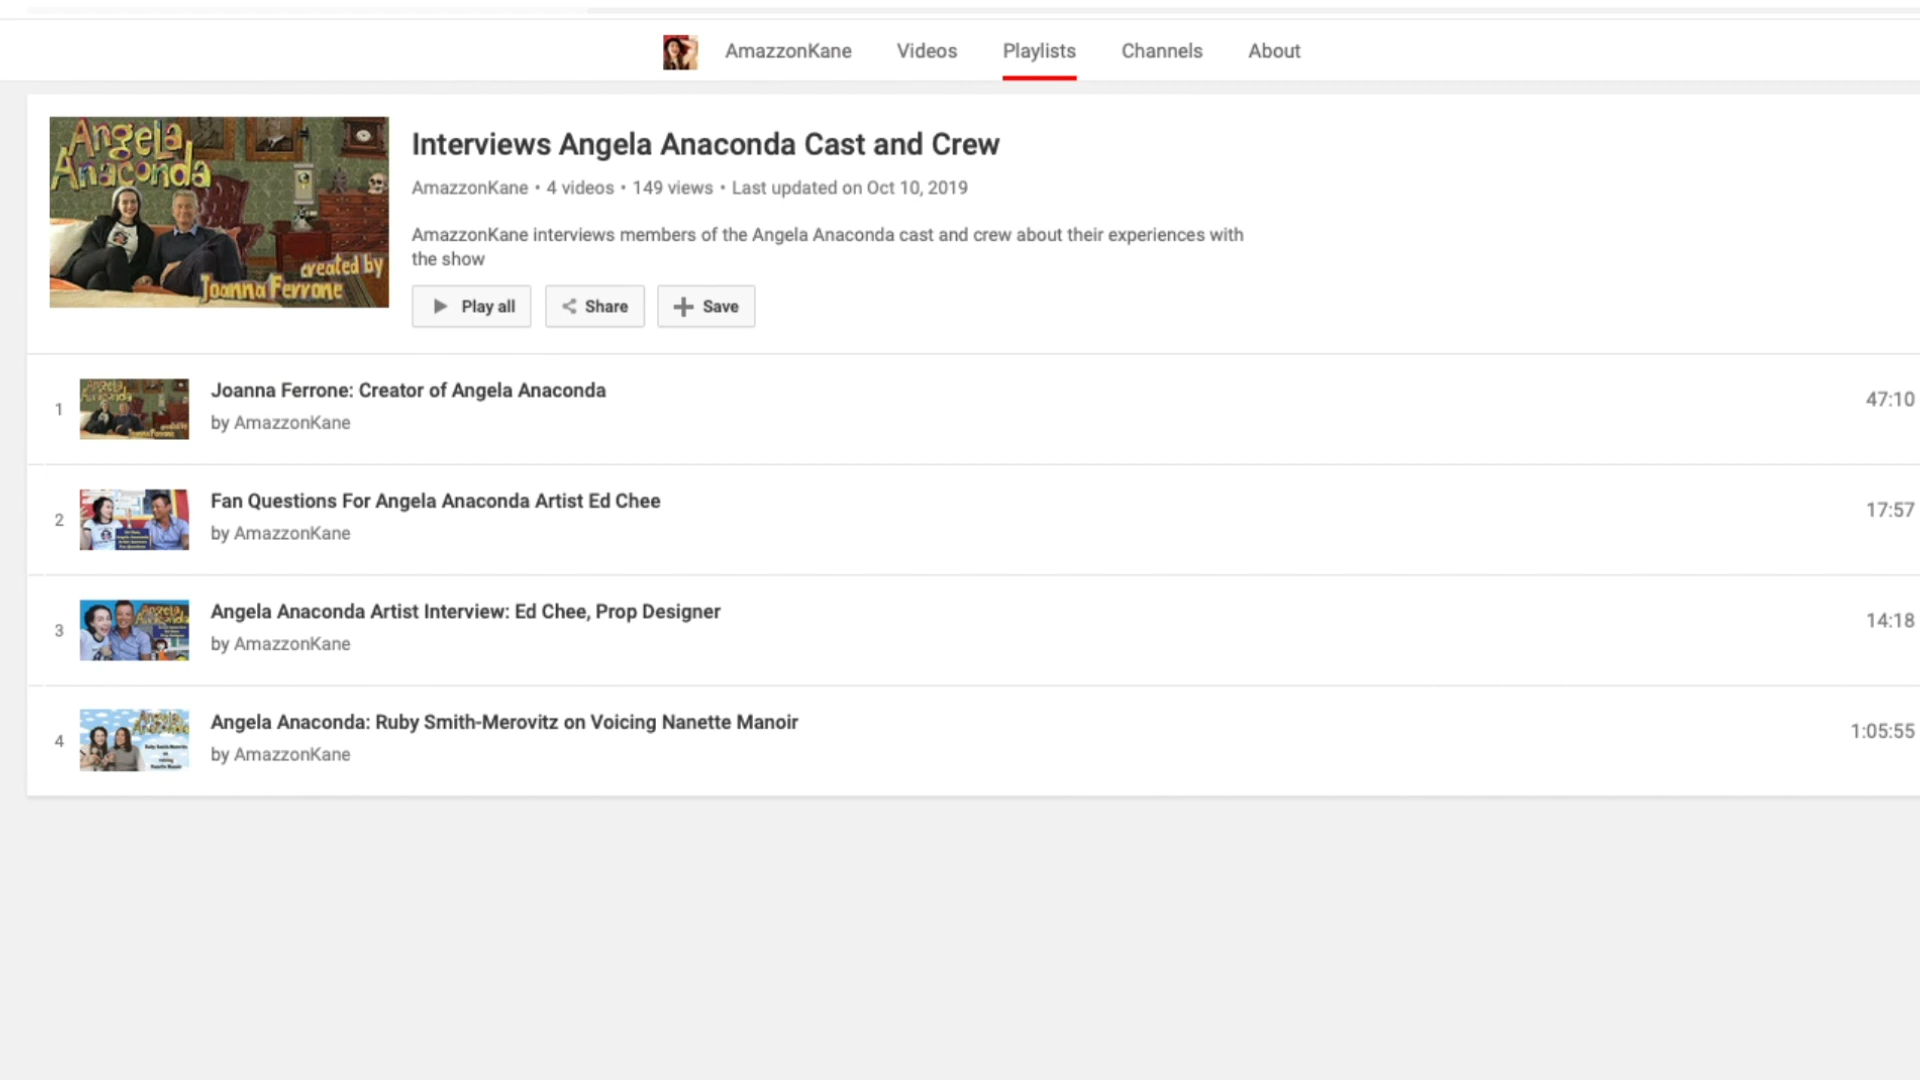 AmazzonKane Videos Playlists Channels About
Angela
Anaconda
created by
Joanna Ferrone
Interviews Angela Anaconda Cast and Crew
AmazzonKane • 4 videos • 149 views • Last updated on Oct 10, 2019
AmazzonKane interviews members of the Angela Anaconda cast and crew about their experiences with
the show
Play all Share Save
1 Joanna Ferrone: Creator of Angela Anaconda 47:10
by AmazzonKane
2 Fan Questions For Angela Anaconda Artist Ed Chee 17:57
by AmazzonKane
3 Angela Anaconda Artist Interview: Ed Chee, Prop Designer 14:18
by AmazzonKane
4 Angela Anaconda: Ruby Smith-Merovitz on Voicing Nanette Manoir 1:05:55
by AmazzonKane